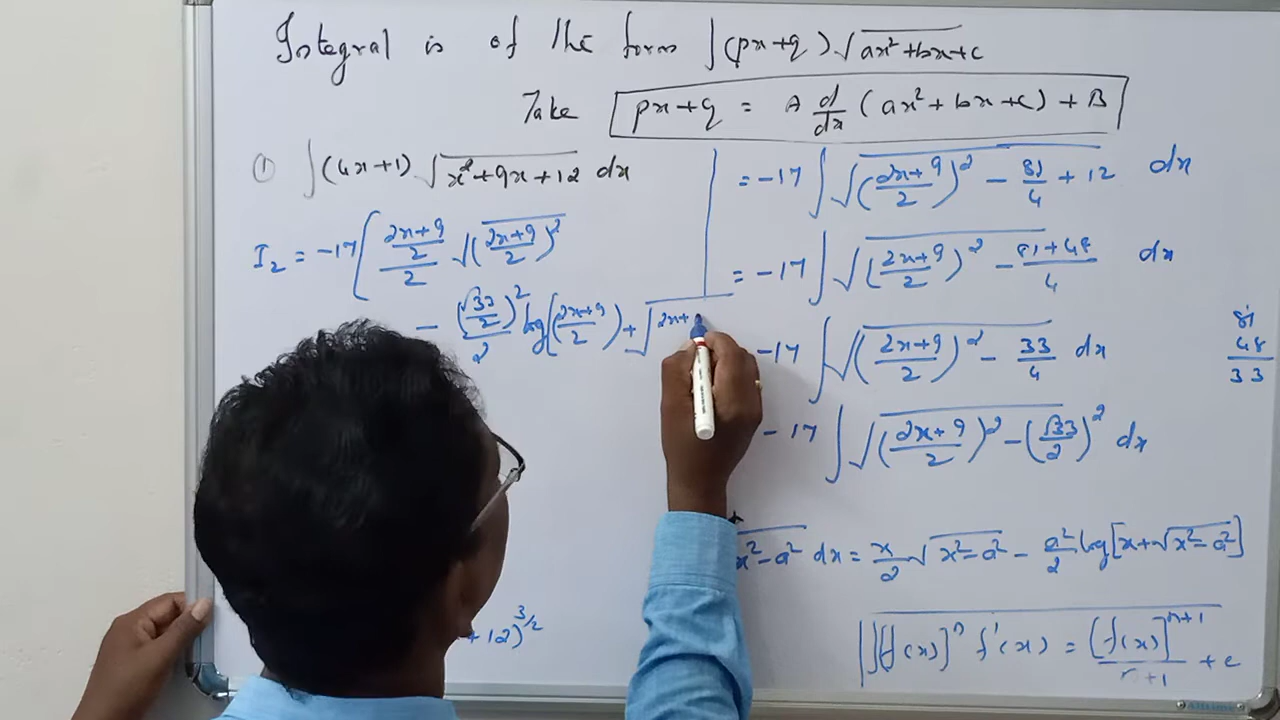 Integral is of the form ∫(px+q)√(ax²+bx+c)
Take px+q = A d/dx (ax²+bx+c) + B
① ∫(4x+1) √(x²+9x+12) dx
I₂ = -17[ ((2x+9)/2)/2 √((2x+9)/2)²
- (√33/2)²/2 log[((2x+9)/2) + √(2x+
+12)^(3/2)
= -17 ∫ √(((2x+9)/2)² - 81/4 + 12) dx
= -17 ∫ √(((2x+9)/2)² - (81+48)/4) dx
-17 ∫ √(((2x+9)/2)² - 33/4) dx
81
48
33
-17 ∫ √(((2x+9)/2)² - (√33/2)²) dx
x²-a² dx = x/2 √(x²-a²) - a²/2 log[x+√(x²-a²)]
∫[f(x)]ⁿ f'(x) = [f(x)]^(n+1)/(n+1) + c